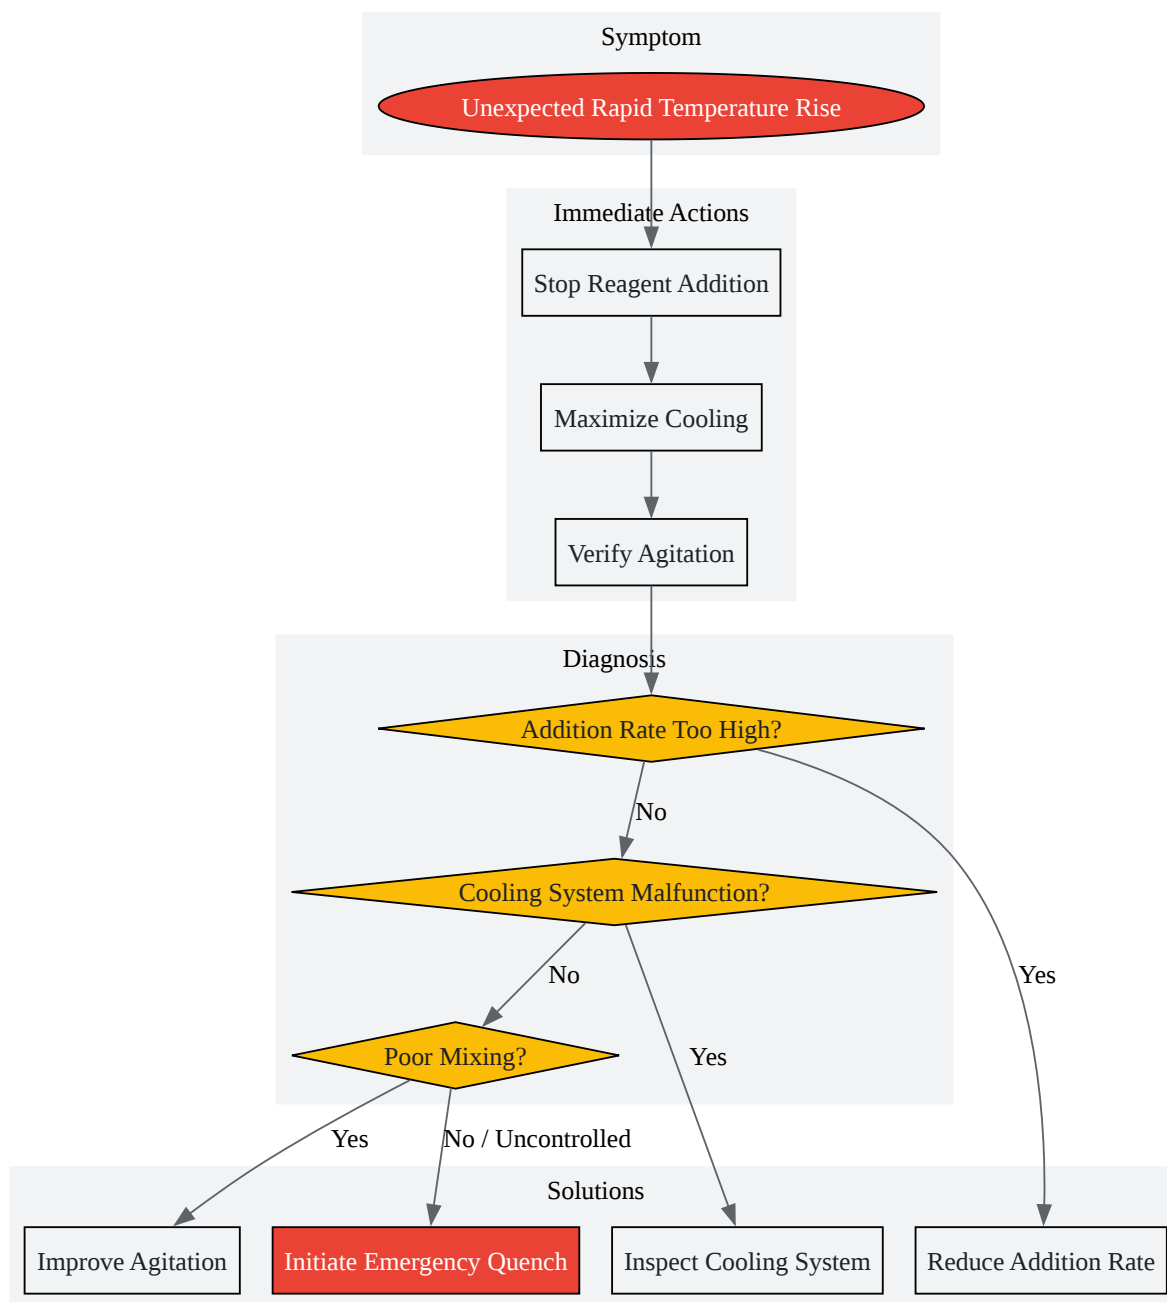 Symptom
Unexpected Rapid Temperature Rise
Immediate Actions
Stop Reagent Addition
Maximize Cooling
Verify Agitation
Diagnosis
Addition Rate Too High?
No
Cooling System Malfunction?
No
Yes
Poor Mixing?
Yes
Yes
No / Uncontrolled
Solutions
Improve Agitation
Initiate Emergency Quench
Inspect Cooling System
Reduce Addition Rate